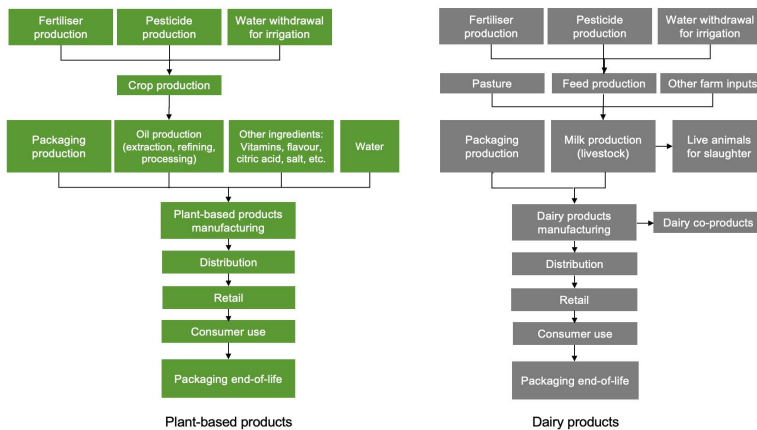 Fertiliser
production
Pesticide
production
Water withdrawal
for irrigation
Crop production
Packaging
production
Oil production
(extraction, refining,
processing)
Other ingredients:
Vitamins, flavour,
citric acid, salt, etc.
Water
Plant-based products
manufacturing
Distribution
Retail
Consumer use
Packaging end-of-life
Plant-based products
Fertiliser
production
Pesticide
production
Water withdrawal
for irrigation
Pasture
Feed production
Other farm inputs
Packaging
production
Milk production
(livestock)
Live animals
for slaughter
Dairy products
manufacturing
Dairy co-products
Distribution
Retail
Consumer use
Packaging end-of-life
Dairy products